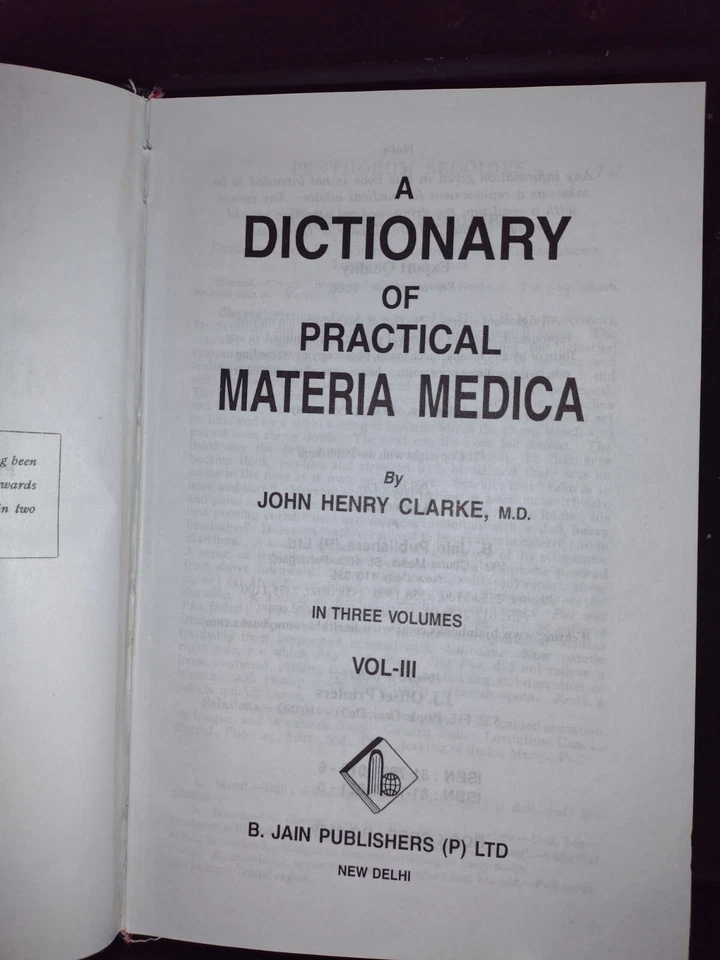 g been
wards
in two
A
DICTIONARY
OF
PRACTICAL
MATERIA MEDICA
By
JOHN HENRY CLARKE, M.D.
IN THREE VOLUMES
VOL-III
B. JAIN PUBLISHERS (P) LTD
NEW DELHI